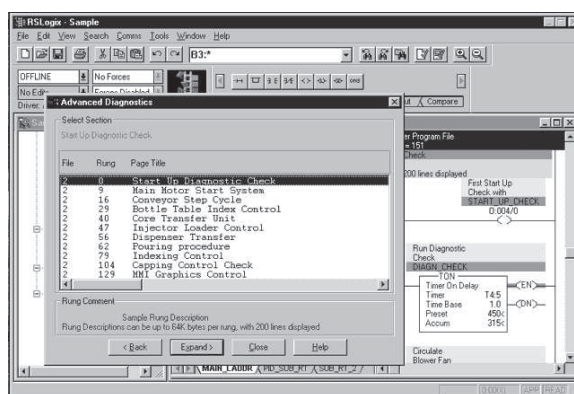 RSLogix - Sample
File Edit View Search Comms Tools Window Help
B3:*
OFFLINE No Forces
No Edits Forces Disabled
Driver:
Compare
Advanced Diagnostics
Select Section
Start Up Diagnostic Check
File Rung Page Title
2 0 Start Up Diagnostic Check
2 9 Main Motor Start System
2 16 Conveyor Step Cycle
2 29 Bottle Table Index Control
2 40 Core Transfer Unit
2 47 Injector Loader Control
2 56 Dispenser Transfer
2 62 Pouring procedure
2 79 Indexing Control
2 104 Capping Control Check
2 129 MMI Graphics Control
Rung Comment
Sample Rung Description
Rung Descriptions can be up to 64K bytes per rung, with 200 lines displayed
< Back Expand > Close Help
er Program File
= 151
Check
200 lines displayed
First Start Up
Check with
START_UP_CHECK
0:004/0
Run Diagnostic
Check
DIAGN_CHECK
TON
Timer On Delay EN
Timer T4:5
Time Base 1.0 DN
Preset 450<
Accum 315<
Circulate
Blower Fan
MAIN_LADDR PID_SUB_RT SUB_RT_2
0:0001 APP READ